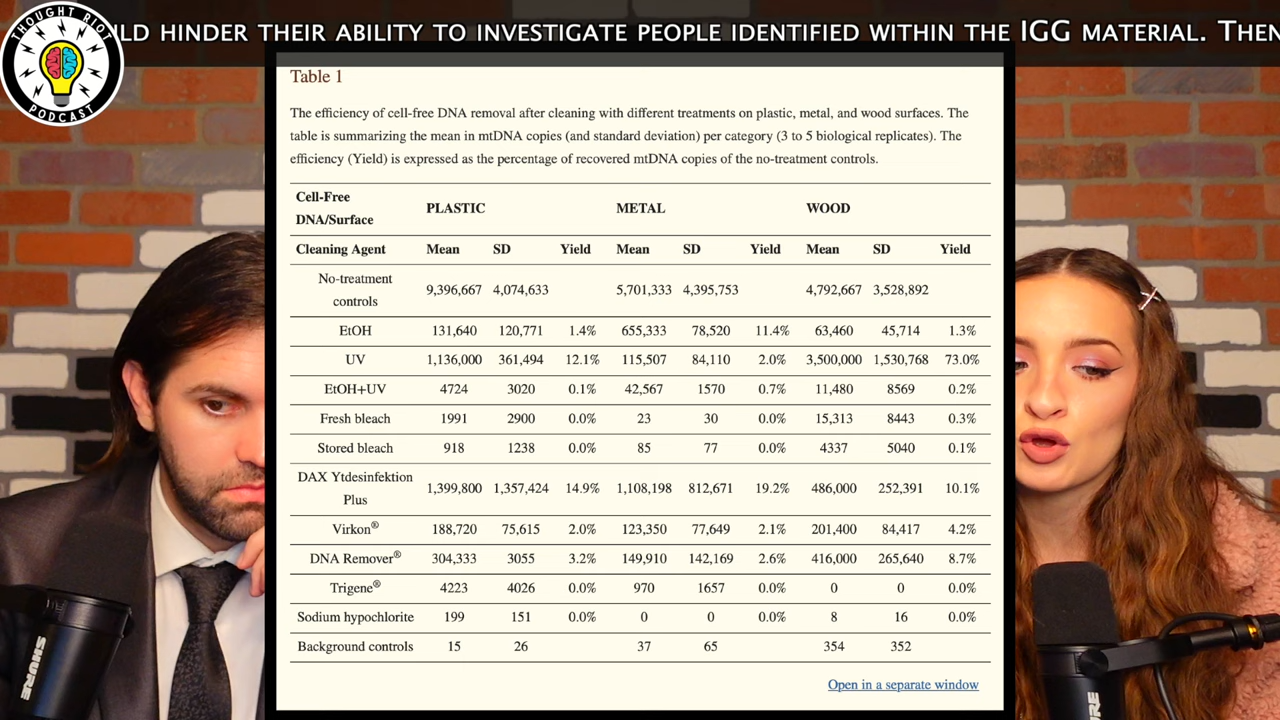 THOUGHT RIOT
PODCAST
ULD HINDER THEIR ABILITY TO INVESTIGATE PEOPLE IDENTIFIED WITHIN THE IGG MATERIAL. THEN
Table 1
The efficiency of cell-free DNA removal after cleaning with different treatments on plastic, metal, and wood surfaces. The
table is summarizing the mean in mtDNA copies (and standard deviation) per category (3 to 5 biological replicates). The
efficiency (Yield) is expressed as the percentage of recovered mtDNA copies of the no-treatment controls.
Cell-Free
DNA/Surface PLASTIC METAL WOOD
Cleaning Agent Mean SD Yield Mean SD Yield Mean SD Yield
No-treatment
controls 9,396,667 4,074,633 5,701,333 4,395,753 4,792,667 3,528,892
EtOH 131,640 120,771 1.4% 655,333 78,520 11.4% 63,460 45,714 1.3%
UV 1,136,000 361,494 12.1% 115,507 84,110 2.0% 3,500,000 1,530,768 73.0%
EtOH+UV 4724 3020 0.1% 42,567 1570 0.7% 11,480 8569 0.2%
Fresh bleach 1991 2900 0.0% 23 30 0.0% 15,313 8443 0.3%
Stored bleach 918 1238 0.0% 85 77 0.0% 4337 5040 0.1%
DAX Ytdesinfektion
Plus 1,399,800 1,357,424 14.9% 1,108,198 812,671 19.2% 486,000 252,391 10.1%
Virkon® 188,720 75,615 2.0% 123,350 77,649 2.1% 201,400 84,417 4.2%
DNA Remover® 304,333 3055 3.2% 149,910 142,169 2.6% 416,000 265,640 8.7%
Trigene® 4223 4026 0.0% 970 1657 0.0% 0 0 0.0%
Sodium hypochlorite 199 151 0.0% 0 0 0.0% 8 16 0.0%
Background controls 15 26 37 65 354 352
Open in a separate window
SHURE
URE